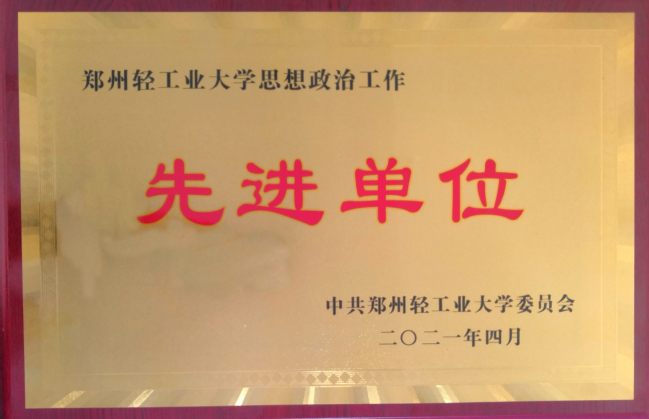 郑州轻工业大学思想政治工作
先进单位
中共郑州轻工业大学委员会
二〇二一年四月